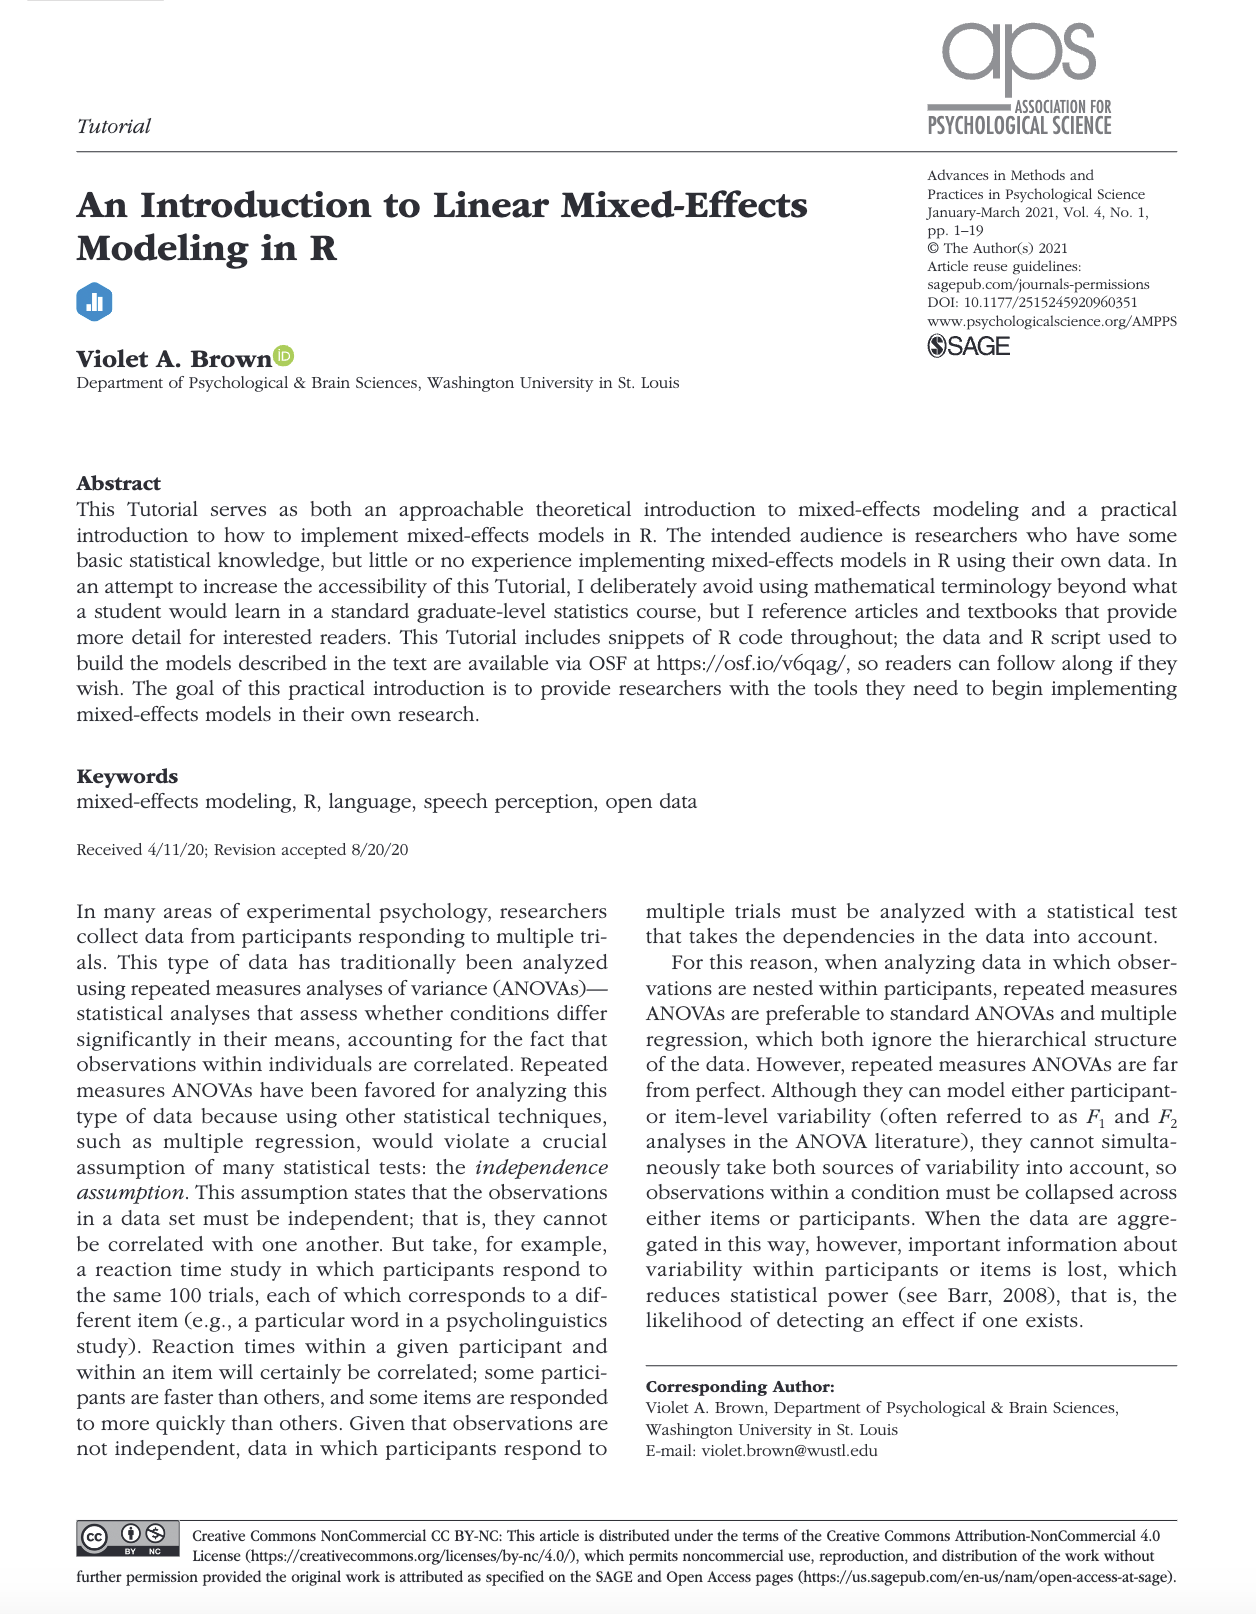 aps
ASSOCIATION FOR
PSYCHOLOGICAL SCIENCE
Tutorial
An Introduction to Linear Mixed-Effects
Modeling in R
Advances in Methods and
Practices in Psychological Science
January-March 2021, Vol. 4, No. 1,
pp. 1–19
© The Author(s) 2021
Article reuse guidelines:
sagepub.com/journals-permissions
DOI: 10.1177/2515245920960351
www.psychologicalscience.org/AMPPS
SAGE
Violet A. Brown iD
Department of Psychological & Brain Sciences, Washington University in St. Louis
Abstract
This Tutorial serves as both an approachable theoretical introduction to mixed-effects modeling and a practical
introduction to how to implement mixed-effects models in R. The intended audience is researchers who have some
basic statistical knowledge, but little or no experience implementing mixed-effects models in R using their own data. In
an attempt to increase the accessibility of this Tutorial, I deliberately avoid using mathematical terminology beyond what
a student would learn in a standard graduate-level statistics course, but I reference articles and textbooks that provide
more detail for interested readers. This Tutorial includes snippets of R code throughout; the data and R script used to
build the models described in the text are available via OSF at https://osf.io/v6qag/, so readers can follow along if they
wish. The goal of this practical introduction is to provide researchers with the tools they need to begin implementing
mixed-effects models in their own research.
Keywords
mixed-effects modeling, R, language, speech perception, open data
Received 4/11/20; Revision accepted 8/20/20
In many areas of experimental psychology, researchers
collect data from participants responding to multiple tri-
als. This type of data has traditionally been analyzed
using repeated measures analyses of variance (ANOVAs)—
statistical analyses that assess whether conditions differ
significantly in their means, accounting for the fact that
observations within individuals are correlated. Repeated
measures ANOVAs have been favored for analyzing this
type of data because using other statistical techniques,
such as multiple regression, would violate a crucial
assumption of many statistical tests: the independence
assumption. This assumption states that the observations
in a data set must be independent; that is, they cannot
be correlated with one another. But take, for example,
a reaction time study in which participants respond to
the same 100 trials, each of which corresponds to a dif-
ferent item (e.g., a particular word in a psycholinguistics
study). Reaction times within a given participant and
within an item will certainly be correlated; some partici-
pants are faster than others, and some items are responded
to more quickly than others. Given that observations are
not independent, data in which participants respond to
multiple trials must be analyzed with a statistical test
that takes the dependencies in the data into account.
For this reason, when analyzing data in which obser-
vations are nested within participants, repeated measures
ANOVAs are preferable to standard ANOVAs and multiple
regression, which both ignore the hierarchical structure
of the data. However, repeated measures ANOVAs are far
from perfect. Although they can model either participant-
or item-level variability (often referred to as F1 and F2
analyses in the ANOVA literature), they cannot simulta-
neously take both sources of variability into account, so
observations within a condition must be collapsed across
either items or participants. When the data are aggre-
gated in this way, however, important information about
variability within participants or items is lost, which
reduces statistical power (see Barr, 2008), that is, the
likelihood of detecting an effect if one exists.
Corresponding Author:
Violet A. Brown, Department of Psychological & Brain Sciences,
Washington University in St. Louis
E-mail: violet.brown@wustl.edu
cc BY NC
Creative Commons NonCommercial CC BY-NC: This article is distributed under the terms of the Creative Commons Attribution-NonCommercial 4.0
License (https://creativecommons.org/licenses/by-nc/4.0/), which permits noncommercial use, reproduction, and distribution of the work without
further permission provided the original work is attributed as specified on the SAGE and Open Access pages (https://us.sagepub.com/en-us/nam/open-access-at-sage).